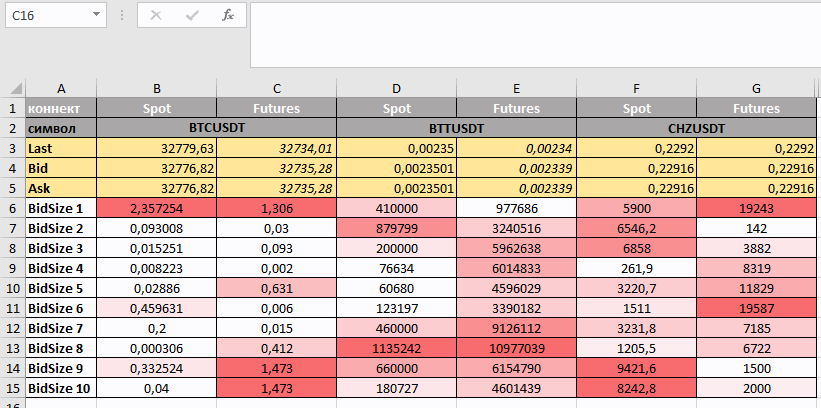 C16 fx
A B C D E F G
1 коннект Spot Futures Spot Futures Spot Futures
2 символ BTCUSDT BTTUSDT CHZUSDT
3 Last 32779,63 32734,01 0,00235 0,00234 0,2292 0,2292
4 Bid 32776,82 32735,28 0,0023501 0,002339 0,22916 0,22916
5 Ask 32776,82 32735,28 0,0023501 0,002339 0,22916 0,22916
6 BidSize 1 2,357254 1,306 410000 977686 5900 19243
7 BidSize 2 0,093008 0,03 879799 3240516 6546,2 142
8 BidSize 3 0,015251 0,093 200000 5962638 6858 3882
9 BidSize 4 0,008223 0,002 76634 6014833 261,9 8319
10 BidSize 5 0,02886 0,631 60680 4596029 3220,7 11829
11 BidSize 6 0,459631 0,006 123197 3390182 1511 19587
12 BidSize 7 0,2 0,015 460000 9126112 3231,8 7185
13 BidSize 8 0,000306 0,412 1135242 10977039 1205,5 6722
14 BidSize 9 0,332524 1,473 660000 6154790 9421,6 1500
15 BidSize 10 0,04 1,473 180727 4601439 8242,8 2000
16